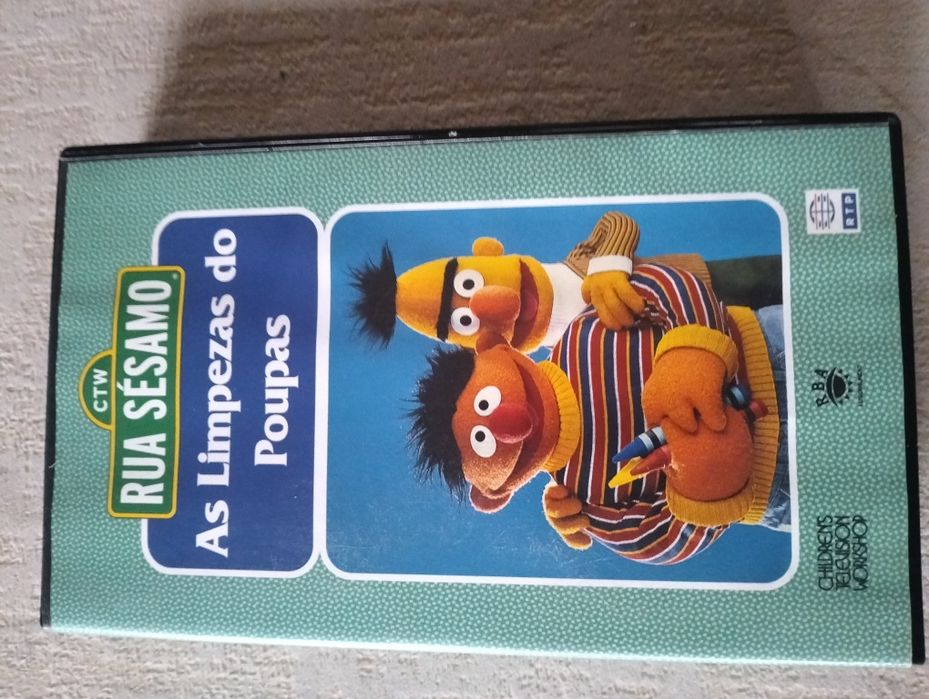 CTW
RUA SÉSAMO
As Limpezas do
Poupas
CHILDREN'S
TELEVISION
WORKSHOP
RBA
RTP